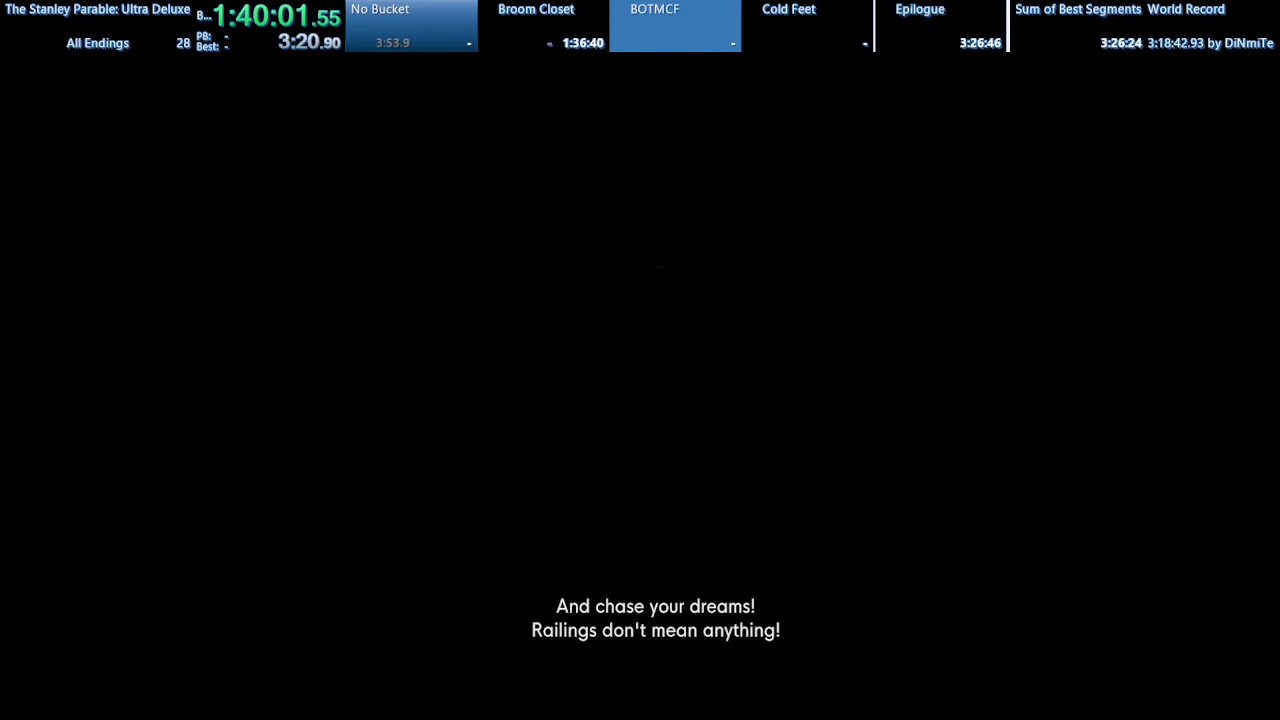 The Stanley Parable: Ultra Deluxe
All Endings 28
B... 1:40:01.55
PB: -
Best: -
3:20.90
No Bucket
3:53.9 -
Broom Closet
- 1:36:40
BOTMCF
-
Cold Feet
-
Epilogue
3:26:46
Sum of Best Segments
3:26:24
World Record
3:18:42.93 by DiNmiTe
And chase your dreams!
Railings don't mean anything!